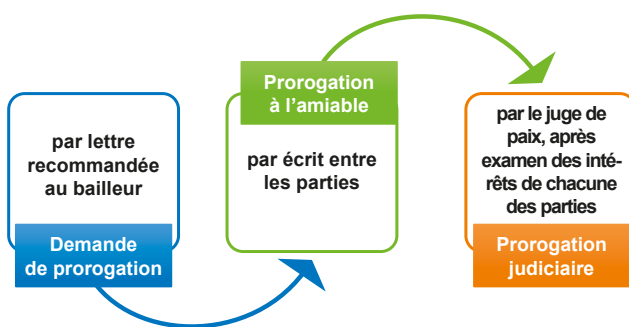 par lettre
recommandée
au bailleur
Demande
de prorogation
Prorogation
à l'amiable
par écrit entre
les parties
par le juge de
paix, après
examen des inté-
rêts de chacune
des parties
Prorogation
judiciaire